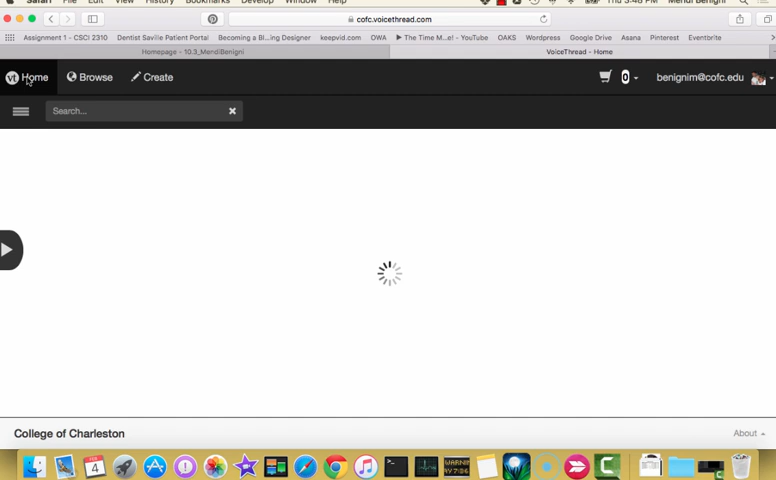 Safari File Edit View History Bookmarks Develop Window Help Thu 3:48 PM Mendi Benigni
cofc.voicethread.com
Assignment 1 - CSCI 2310 Dentist Saville Patient Portal Becoming a Bl...ing Designer keepvid.com OWA ▶ The Time M...e! - YouTube OAKS Wordpress Google Drive Asana Pinterest Eventbrite
Homepage - 10.3_MendiBenigni VoiceThread - Home
vt Home Browse Create 0 benignim@cofc.edu
Search...
College of Charleston About
4